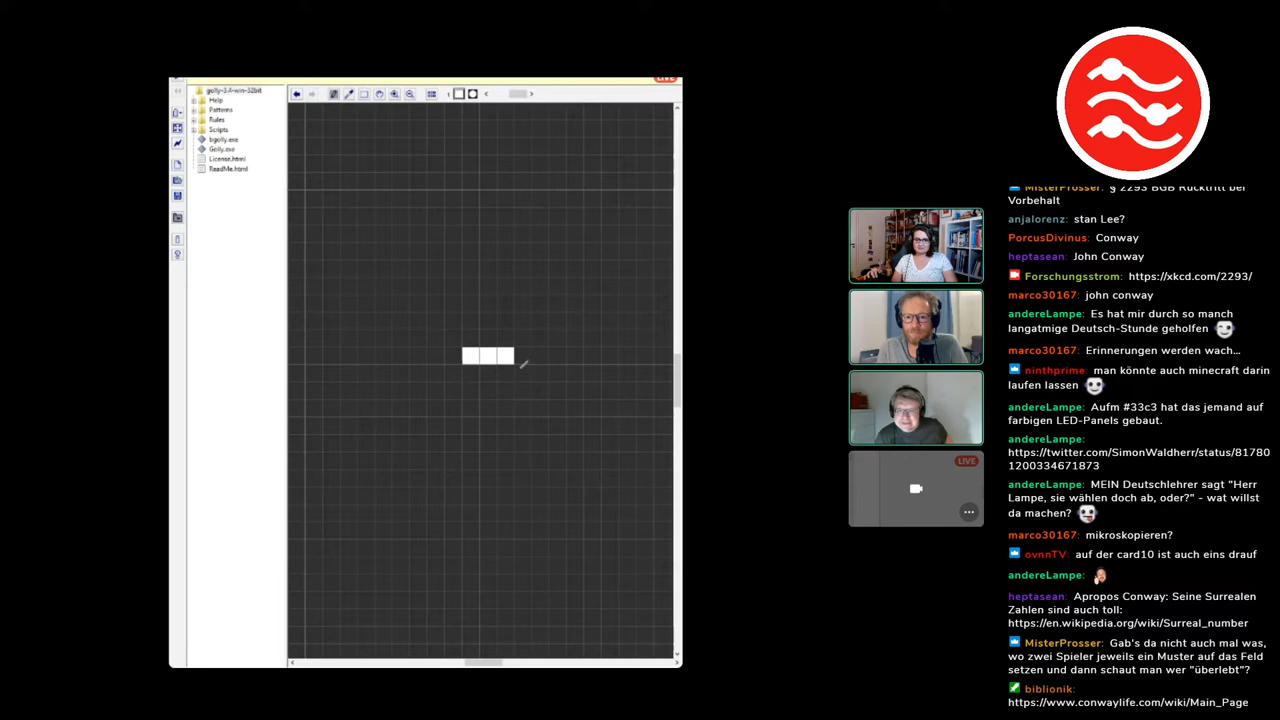 LIVE
golly-3.4-win-32bit
Help
Patterns
Rules
Scripts
bgolly.exe
Golly.exe
License.html
ReadMe.html
LIVE
MisterProsser: § 2293 BGB Rücktritt bei
Vorbehalt
anjalorenz: stan Lee?
PorcusDivinus: Conway
heptasean: John Conway
Forschungsstrom: https://xkcd.com/2293/
marco30167: john conway
andereLampe: Es hat mir durch so manch
langatmige Deutsch-Stunde geholfen
marco30167: Erinnerungen werden wach...
ninthprime: man könnte auch minecraft darin
laufen lassen
andereLampe: Aufm #33c3 hat das jemand auf
farbigen LED-Panels gebaut.
andereLampe:
https://twitter.com/SimonWaldherr/status/81780
1200334671873
andereLampe: MEIN Deutschlehrer sagt "Herr
Lampe, sie wählen doch ab, oder?" - wat willst
da machen?
marco30167: mikroskopieren?
ovnnTV: auf der card10 ist auch eins drauf
andereLampe:
heptasean: Apropos Conway: Seine Surrealen
Zahlen sind auch toll:
https://en.wikipedia.org/wiki/Surreal_number
MisterProsser: Gab's da nicht auch mal was,
wo zwei Spieler jeweils ein Muster auf das Feld
setzen und dann schaut man wer "überlebt"?
biblionik:
https://www.conwaylife.com/wiki/Main_Page